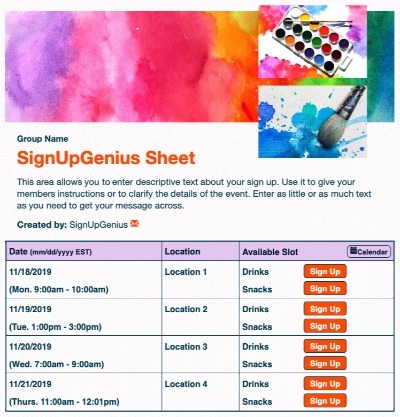 Group Name
SignUpGenius Sheet
This area allows you to enter descriptive text about your sign up. Use it to give your
members instructions or to clarify the details of the event. Enter as little or as much text
as you need to get your message across.
Created by: SignUpGenius
Date (mm/dd/yyyy EST) Location Available Slot Calendar
11/18/2019 Location 1 Drinks Sign Up
(Mon. 9:00am - 10:00am) Snacks Sign Up
11/19/2019 Location 2 Drinks Sign Up
(Tue. 1:00pm - 3:00pm) Snacks Sign Up
11/20/2019 Location 3 Drinks Sign Up
(Wed. 7:00am - 9:00am) Snacks Sign Up
11/21/2019 Location 4 Drinks Sign Up
(Thurs. 11:00am - 12:01pm) Snacks Sign Up